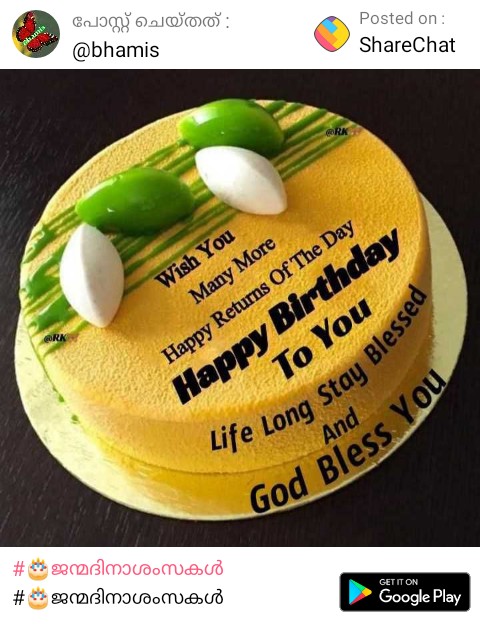 പോസ്റ്റ് ചെയ്തത് :
@bhamis
Posted on :
ShareChat
@RK
Wish You
Many More
Happy Returns Of The Day
Happy Birthday
To You
@RK
Life Long Stay Blessed
And
God Bless You
#🎂ജന്മദിനാശംസകൾ
#🎂ജന്മദിനാശംസകൾ
GET IT ON
Google Play